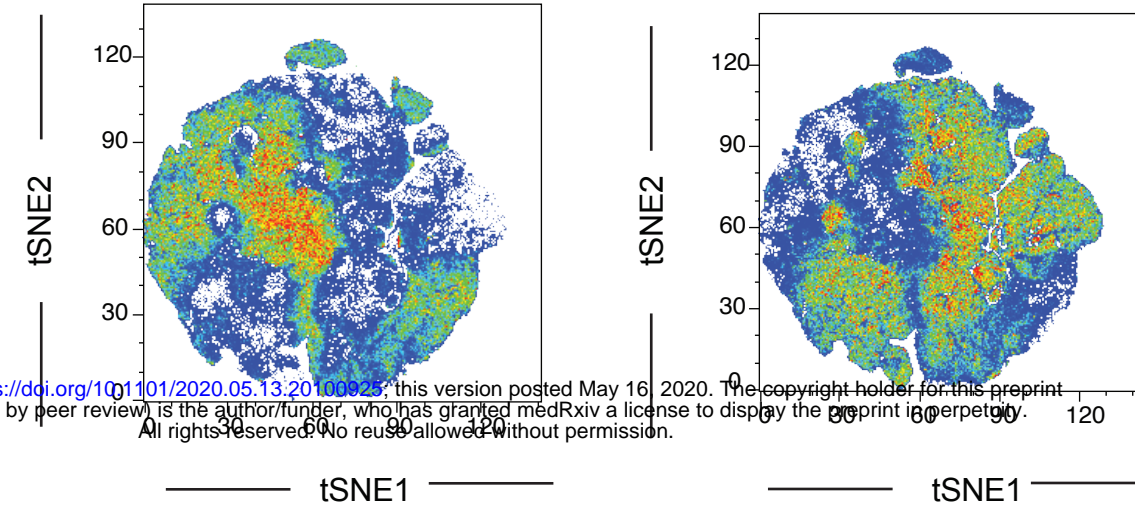 120
90
60
30
0
tSNE2
0 30 60 90 120
tSNE1
120
90
60
30
0
tSNE2
0 30 60 90 120
tSNE1
s://doi.org/10.1101/2020.05.13.20100925; this version posted May 16, 2020. The copyright holder for this preprint
by peer review) is the author/funder, who has granted medRxiv a license to display the preprint in perpetuity.
All rights reserved. No reuse allowed without permission.